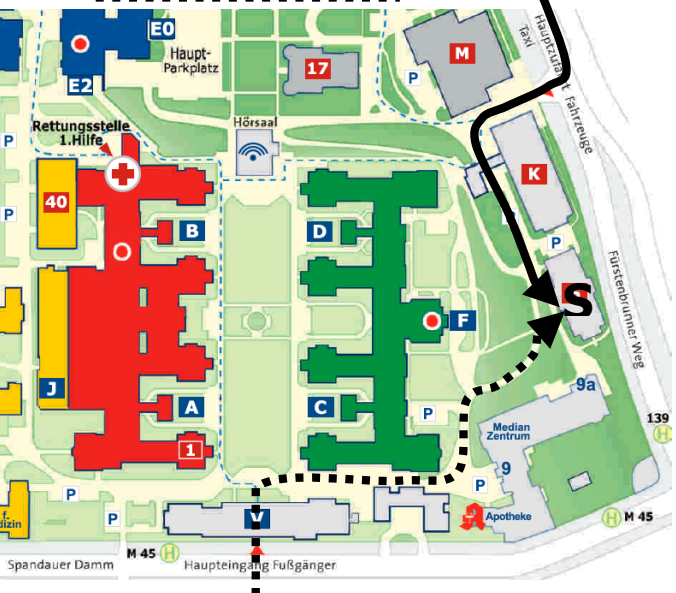 E0
E2
Haupt-
Parkplatz
17
M
P
Taxi
Hauptzufahrt Fahrzeuge
Rettungsstelle
1.Hilfe
Hörsaal
P
40
K
P
B
D
P
S
F
Fürstenbrunner Weg
J
A
C
P
9a
139
H
Median
Zentrum
1
9
P
P
P
V
Apotheke
H M 45
M 45 H
Spandauer Damm
Haupteingang Fußgänger